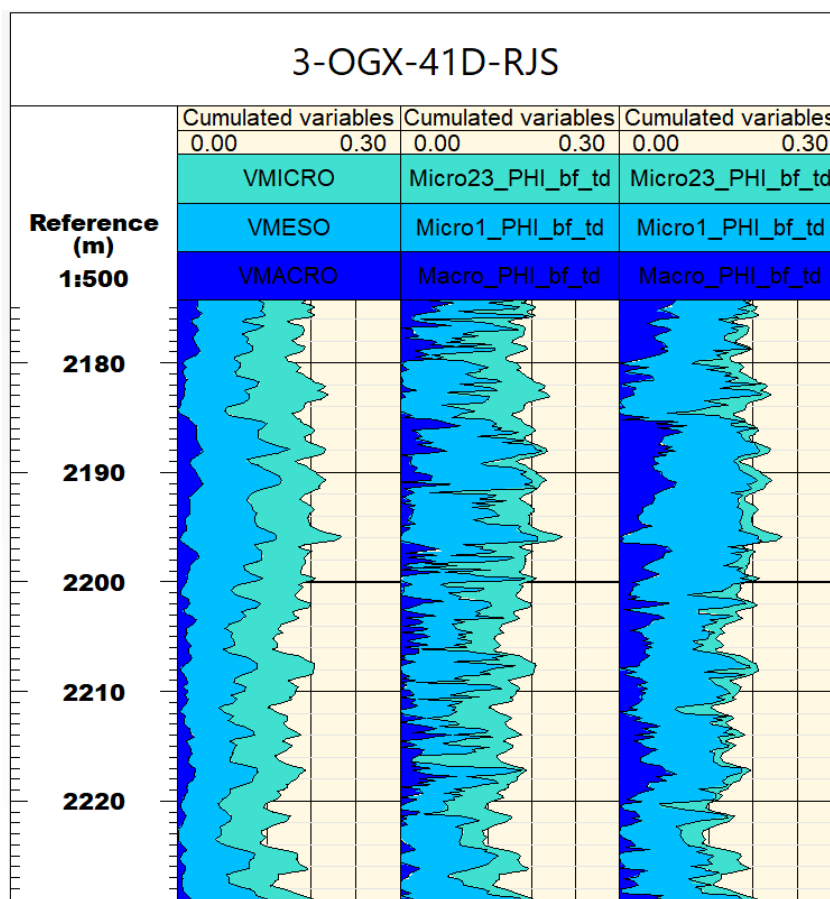 3-OGX-41D-RJS
Cumulated variables Cumulated variables Cumulated variables
0.00 0.30 0.00 0.30 0.00 0.30
VMICRO Micro23_PHI_bf_td Micro23_PHI_bf_td
Reference
(m)
1:500
VMESO Micro1_PHI_bf_td Micro1_PHI_bf_td
VMACRO Macro_PHI_bf_td Macro_PHI_bf_td
2180
2190
2200
2210
2220